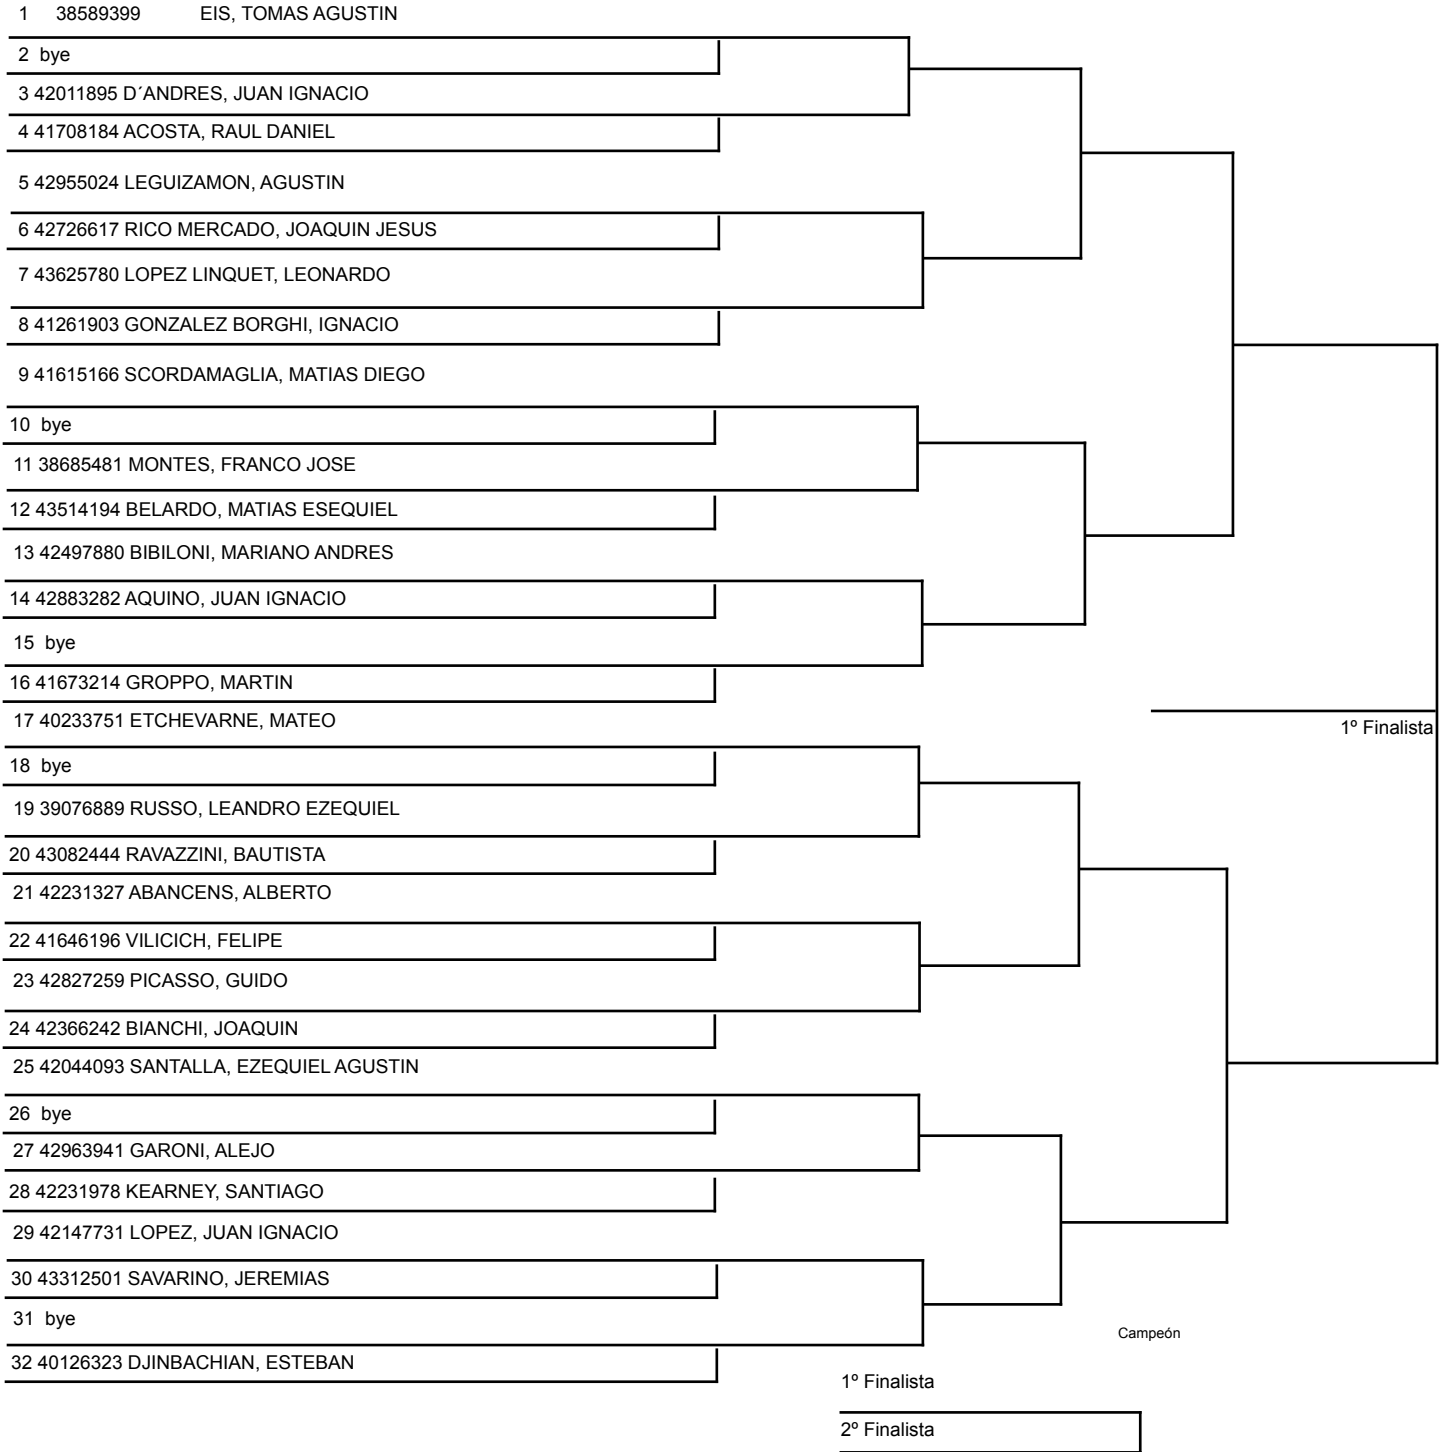 1 38589399 EIS, TOMAS AGUSTIN
2 bye
3 42011895 D´ANDRES, JUAN IGNACIO
4 41708184 ACOSTA, RAUL DANIEL
5 42955024 LEGUIZAMON, AGUSTIN
6 42726617 RICO MERCADO, JOAQUIN JESUS
7 43625780 LOPEZ LINQUET, LEONARDO
8 41261903 GONZALEZ BORGHI, IGNACIO
9 41615166 SCORDAMAGLIA, MATIAS DIEGO
10 bye
11 38685481 MONTES, FRANCO JOSE
12 43514194 BELARDO, MATIAS ESEQUIEL
13 42497880 BIBILONI, MARIANO ANDRES
14 42883282 AQUINO, JUAN IGNACIO
15 bye
16 41673214 GROPPO, MARTIN
17 40233751 ETCHEVARNE, MATEO
1º Finalista
18 bye
19 39076889 RUSSO, LEANDRO EZEQUIEL
20 43082444 RAVAZZINI, BAUTISTA
21 42231327 ABANCENS, ALBERTO
22 41646196 VILICICH, FELIPE
23 42827259 PICASSO, GUIDO
24 42366242 BIANCHI, JOAQUIN
25 42044093 SANTALLA, EZEQUIEL AGUSTIN
26 bye
27 42963941 GARONI, ALEJO
28 42231978 KEARNEY, SANTIAGO
29 42147731 LOPEZ, JUAN IGNACIO
30 43312501 SAVARINO, JEREMIAS
31 bye
Campeón
32 40126323 DJINBACHIAN, ESTEBAN
1º Finalista
2º Finalista